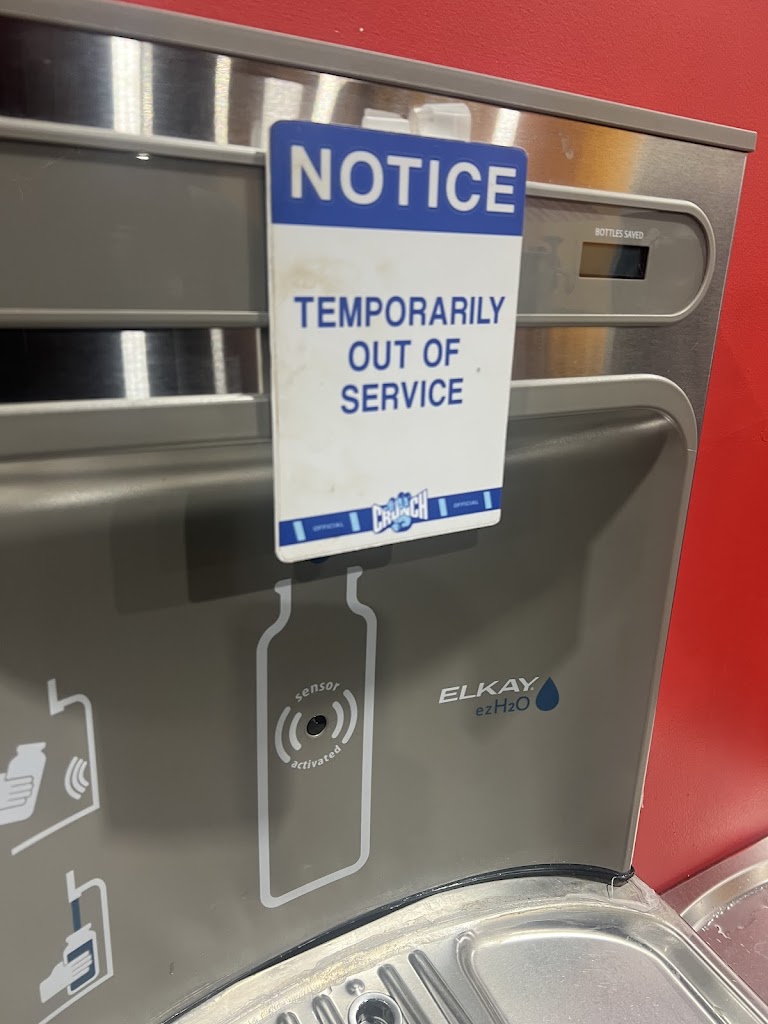 NOTICE
BOTTLES SAVED
TEMPORARILY
OUT OF
SERVICE
OFFICIAL CRUNCH OFFICIAL
sensor
activated
ELKAY
ezH2O